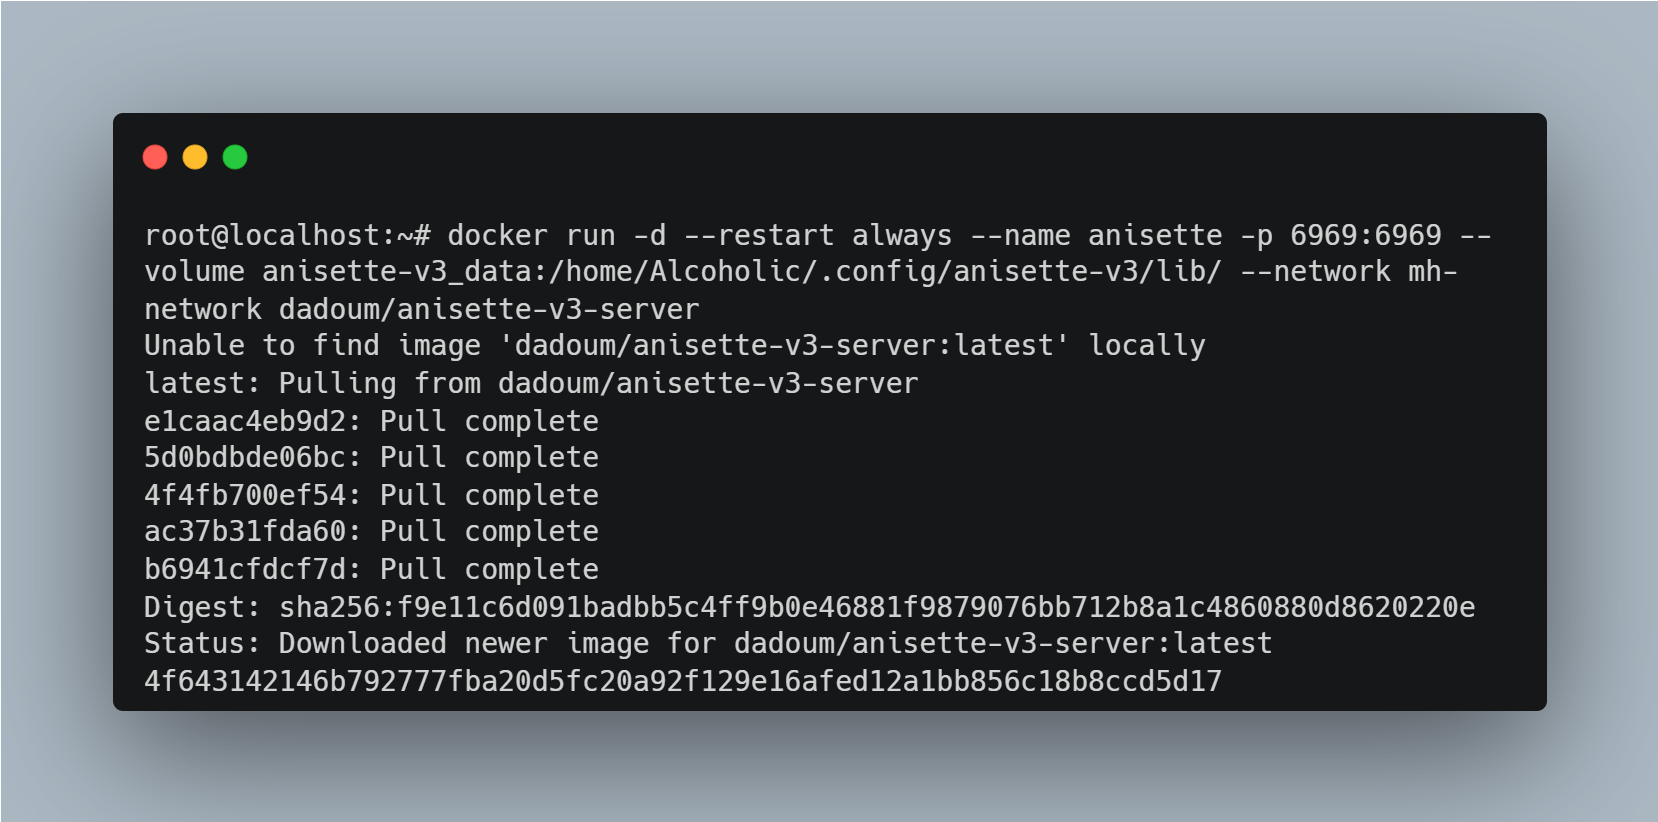 root@localhost:~# docker run -d --restart always --name anisette -p 6969:6969 --
volume anisette-v3_data:/home/Alcoholic/.config/anisette-v3/lib/ --network mh-
network dadoum/anisette-v3-server
Unable to find image 'dadoum/anisette-v3-server:latest' locally
latest: Pulling from dadoum/anisette-v3-server
e1caac4eb9d2: Pull complete
5d0bdbde06bc: Pull complete
4f4fb700ef54: Pull complete
ac37b31fda60: Pull complete
b6941cfdcf7d: Pull complete
Digest: sha256:f9e11c6d091badbb5c4ff9b0e46881f9879076bb712b8a1c4860880d8620220e
Status: Downloaded newer image for dadoum/anisette-v3-server:latest
4f643142146b792777fba20d5fc20a92f129e16afed12a1bb856c18b8ccd5d17